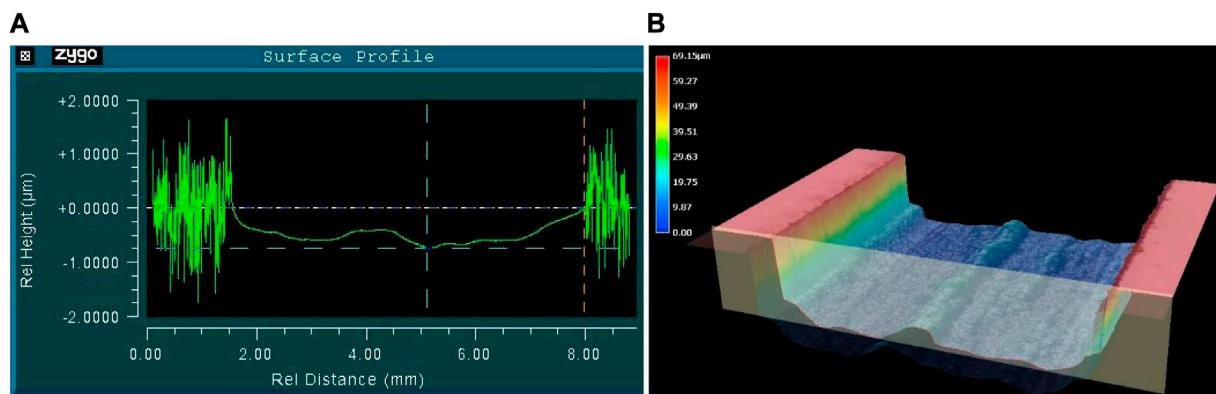 A
zygo
Surface Profile
+2.0000
+1.0000
+0.0000
-1.0000
-2.0000
Rel Height (µm)
0.00 2.00 4.00 6.00 8.00
Rel Distance (mm)
B
69.15µm
59.27
49.39
39.51
29.63
19.75
9.87
0.00